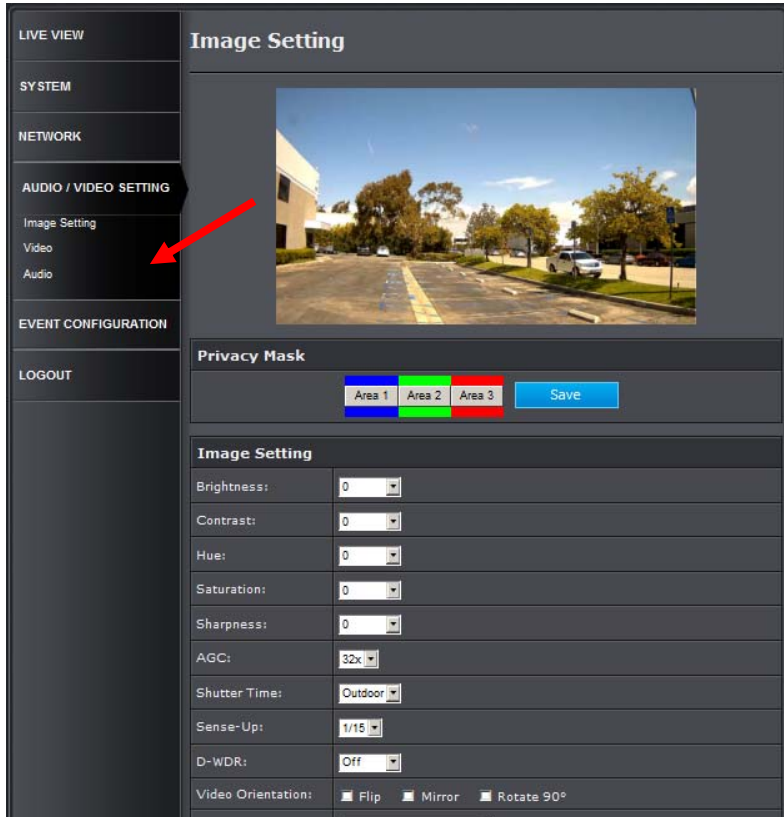 LIVE VIEW
SYSTEM
NETWORK
AUDIO / VIDEO SETTING
Image Setting
Video
Audio
EVENT CONFIGURATION
LOGOUT
Image Setting
Privacy Mask
Area 1 Area 2 Area 3 Save
Image Setting
Brightness: 0
Contrast: 0
Hue: 0
Saturation: 0
Sharpness: 0
AGC: 32x
Shutter Time: Outdoor
Sense-Up: 1/15
D-WDR: Off
Video Orientation: Flip Mirror Rotate 90º